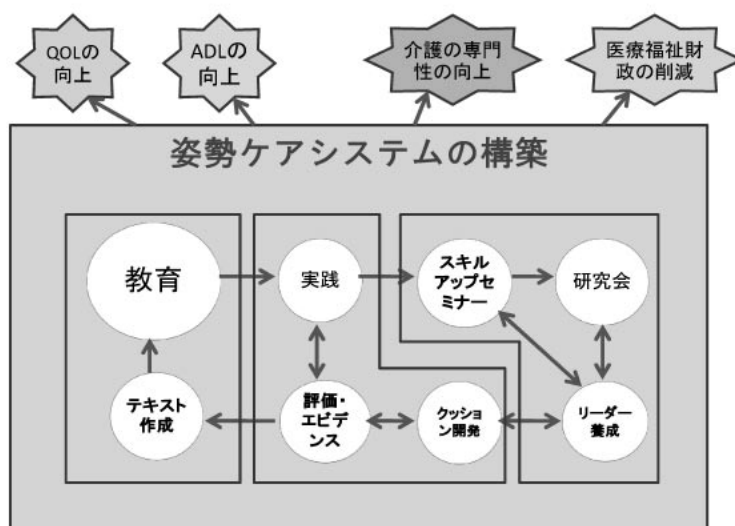 QOLの
向上
ADLの
向上
介護の専門
性の向上
医療福祉財
政の削減
姿勢ケアシステムの構築
教育
実践
スキル
アップセ
ミナー
研究会
テキスト
作成
評価・
エビデ
ンス
クッショ
ン開発
リーダー
養成